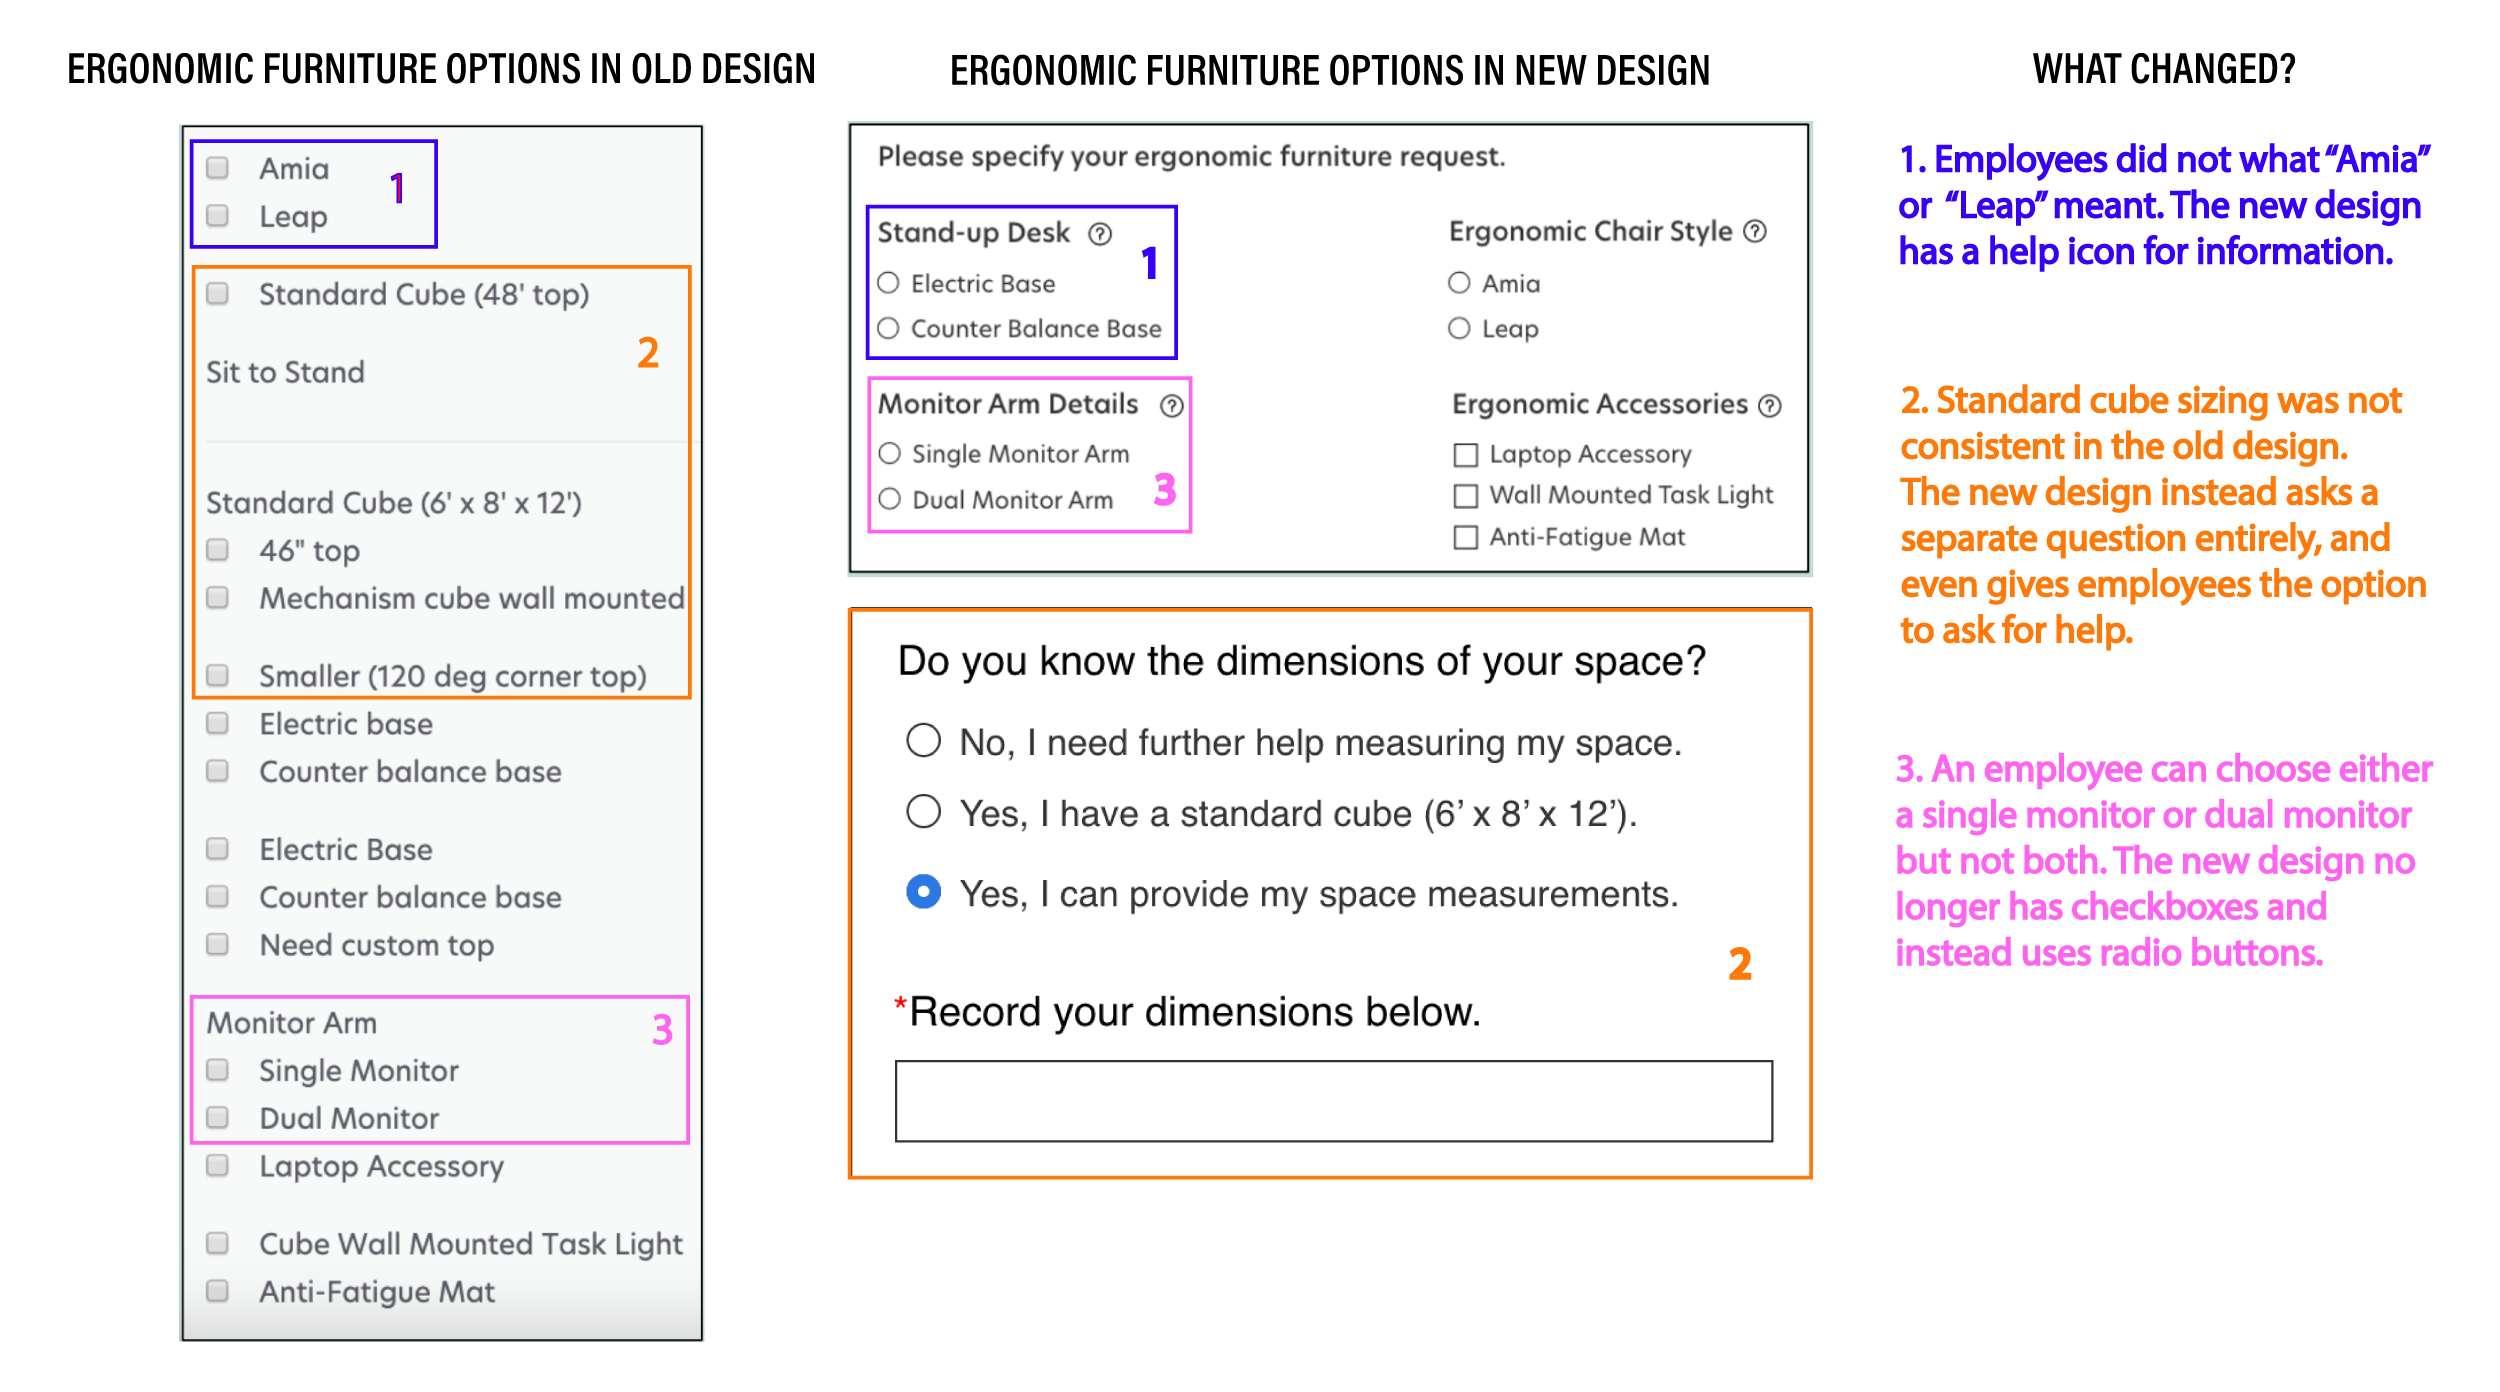 ERGONOMIC FURNITURE OPTIONS IN OLD DESIGN
Amia
1
Leap
Standard Cube (48' top)
2
Sit to Stand
Standard Cube (6' x 8' x 12')
46" top
Mechanism cube wall mounted
Smaller (120 deg corner top)
Electric base
Counter balance base
Electric Base
Counter balance base
Need custom top
Monitor Arm
3
Single Monitor
Dual Monitor
Laptop Accessory
Cube Wall Mounted Task Light
Anti-Fatigue Mat
ERGONOMIC FURNITURE OPTIONS IN NEW DESIGN
Please specify your ergonomic furniture request.
Stand-up Desk ?
1
Electric Base
Counter Balance Base
Ergonomic Chair Style ?
Amia
Leap
Monitor Arm Details ?
Single Monitor Arm
3
Dual Monitor Arm
Ergonomic Accessories ?
Laptop Accessory
Wall Mounted Task Light
Anti-Fatigue Mat
Do you know the dimensions of your space?
No, I need further help measuring my space.
Yes, I have a standard cube (6’ x 8’ x 12’).
Yes, I can provide my space measurements.
2
*Record your dimensions below.
WHAT CHANGED?
1. Employees did not what “Amia”
or “Leap” meant. The new design
has a help icon for information.
2. Standard cube sizing was not
consistent in the old design.
The new design instead asks a
separate question entirely, and
even gives employees the option
to ask for help.
3. An employee can choose either
a single monitor or dual monitor
but not both. The new design no
longer has checkboxes and
instead uses radio buttons.